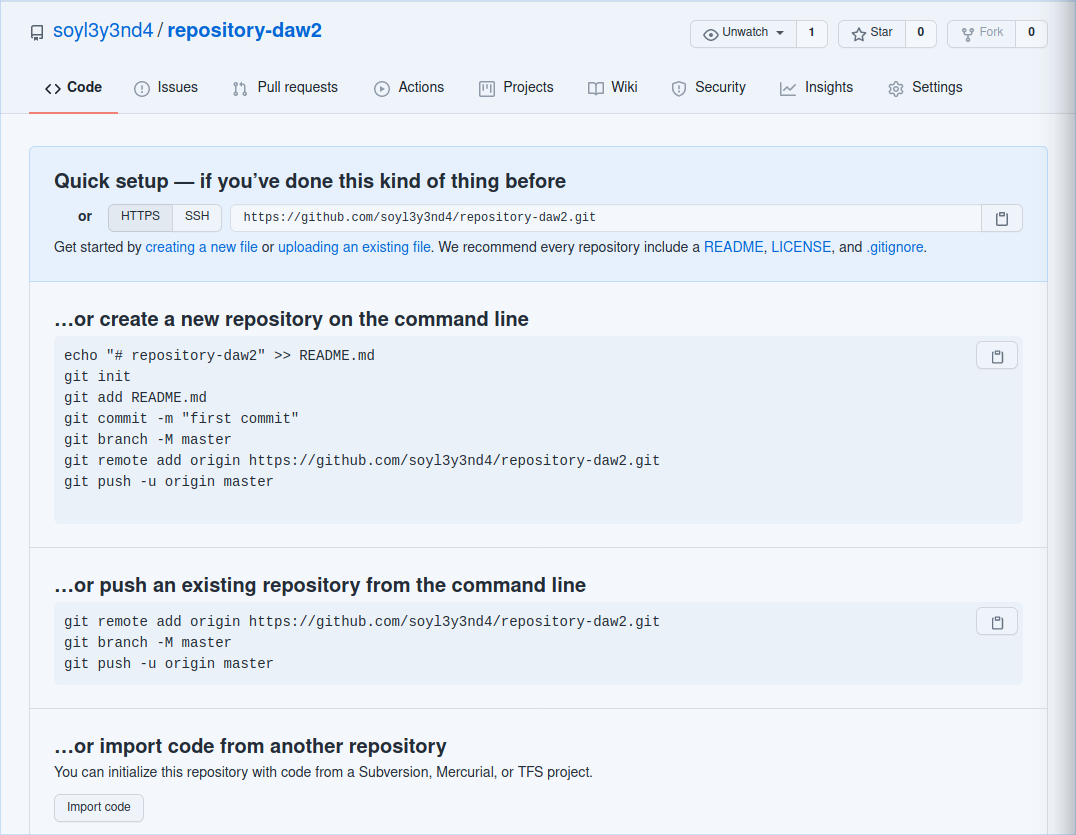 soyl3y3nd4 / repository-daw2
Unwatch 1 Star 0 Fork 0
Code Issues Pull requests Actions Projects Wiki Security Insights Settings
Quick setup — if you’ve done this kind of thing before
or HTTPS SSH https://github.com/soyl3y3nd4/repository-daw2.git
Get started by creating a new file or uploading an existing file. We recommend every repository include a README, LICENSE, and .gitignore.
…or create a new repository on the command line
echo "# repository-daw2" >> README.md
git init
git add README.md
git commit -m "first commit"
git branch -M master
git remote add origin https://github.com/soyl3y3nd4/repository-daw2.git
git push -u origin master
…or push an existing repository from the command line
git remote add origin https://github.com/soyl3y3nd4/repository-daw2.git
git branch -M master
git push -u origin master
…or import code from another repository
You can initialize this repository with code from a Subversion, Mercurial, or TFS project.
Import code